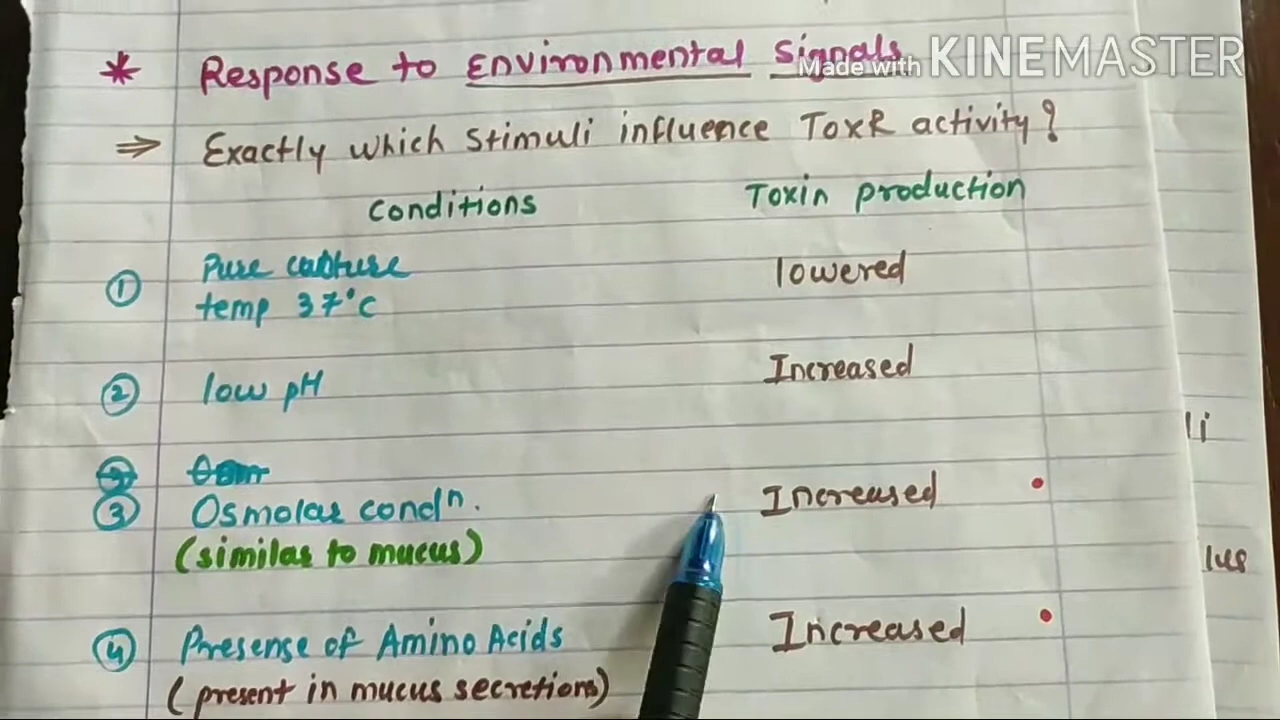 * Response to Environmental Signals
Made with KINEMASTER
⇒ Exactly which stimuli influence ToxR activity?
Conditions Toxin production
① Pure culture lowered
temp 37°C
② low pH Increased
③ Osmolar condn. Increased
(similar to mucus)
④ Presense of Amino Acids Increased
(present in mucus secretions)
li
lus